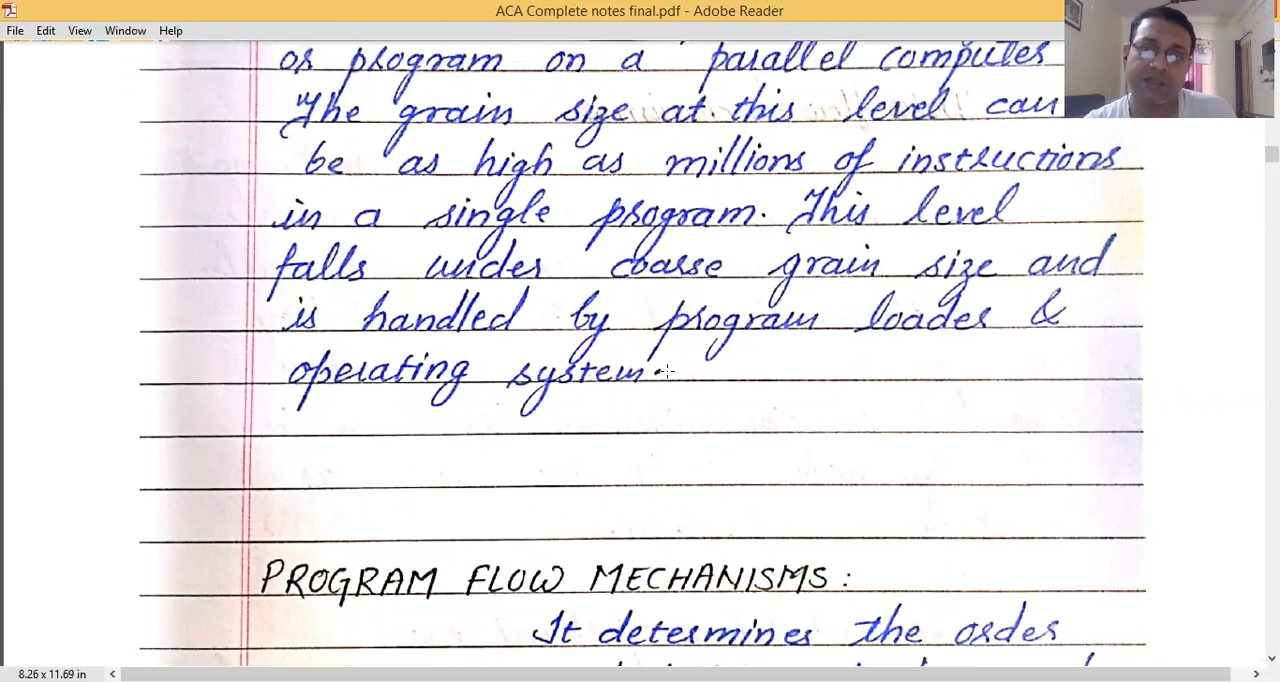 ACA Complete notes final.pdf - Adobe Reader
File Edit View Window Help
or program on a parallel computer
The grain size at this level can
be as high as millions of instructions
in a single program. This level
falls under coarse grain size and
is handled by program loader &
operating system.
PROGRAM FLOW MECHANISMS :
It determines the order
8.26 x 11.69 in